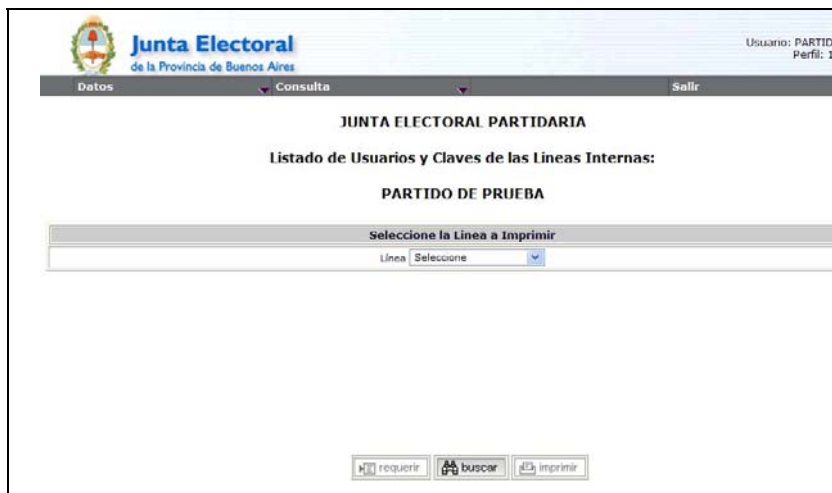 Junta Electoral
de la Provincia de Buenos Aires
Usuario: PARTID
Perfil: 1
Datos Consulta Salir
JUNTA ELECTORAL PARTIDARIA
Listado de Usuarios y Claves de las Lineas Internas:
PARTIDO DE PRUEBA
Seleccione la Linea a Imprimir
Línea Seleccione
requerir buscar imprimir